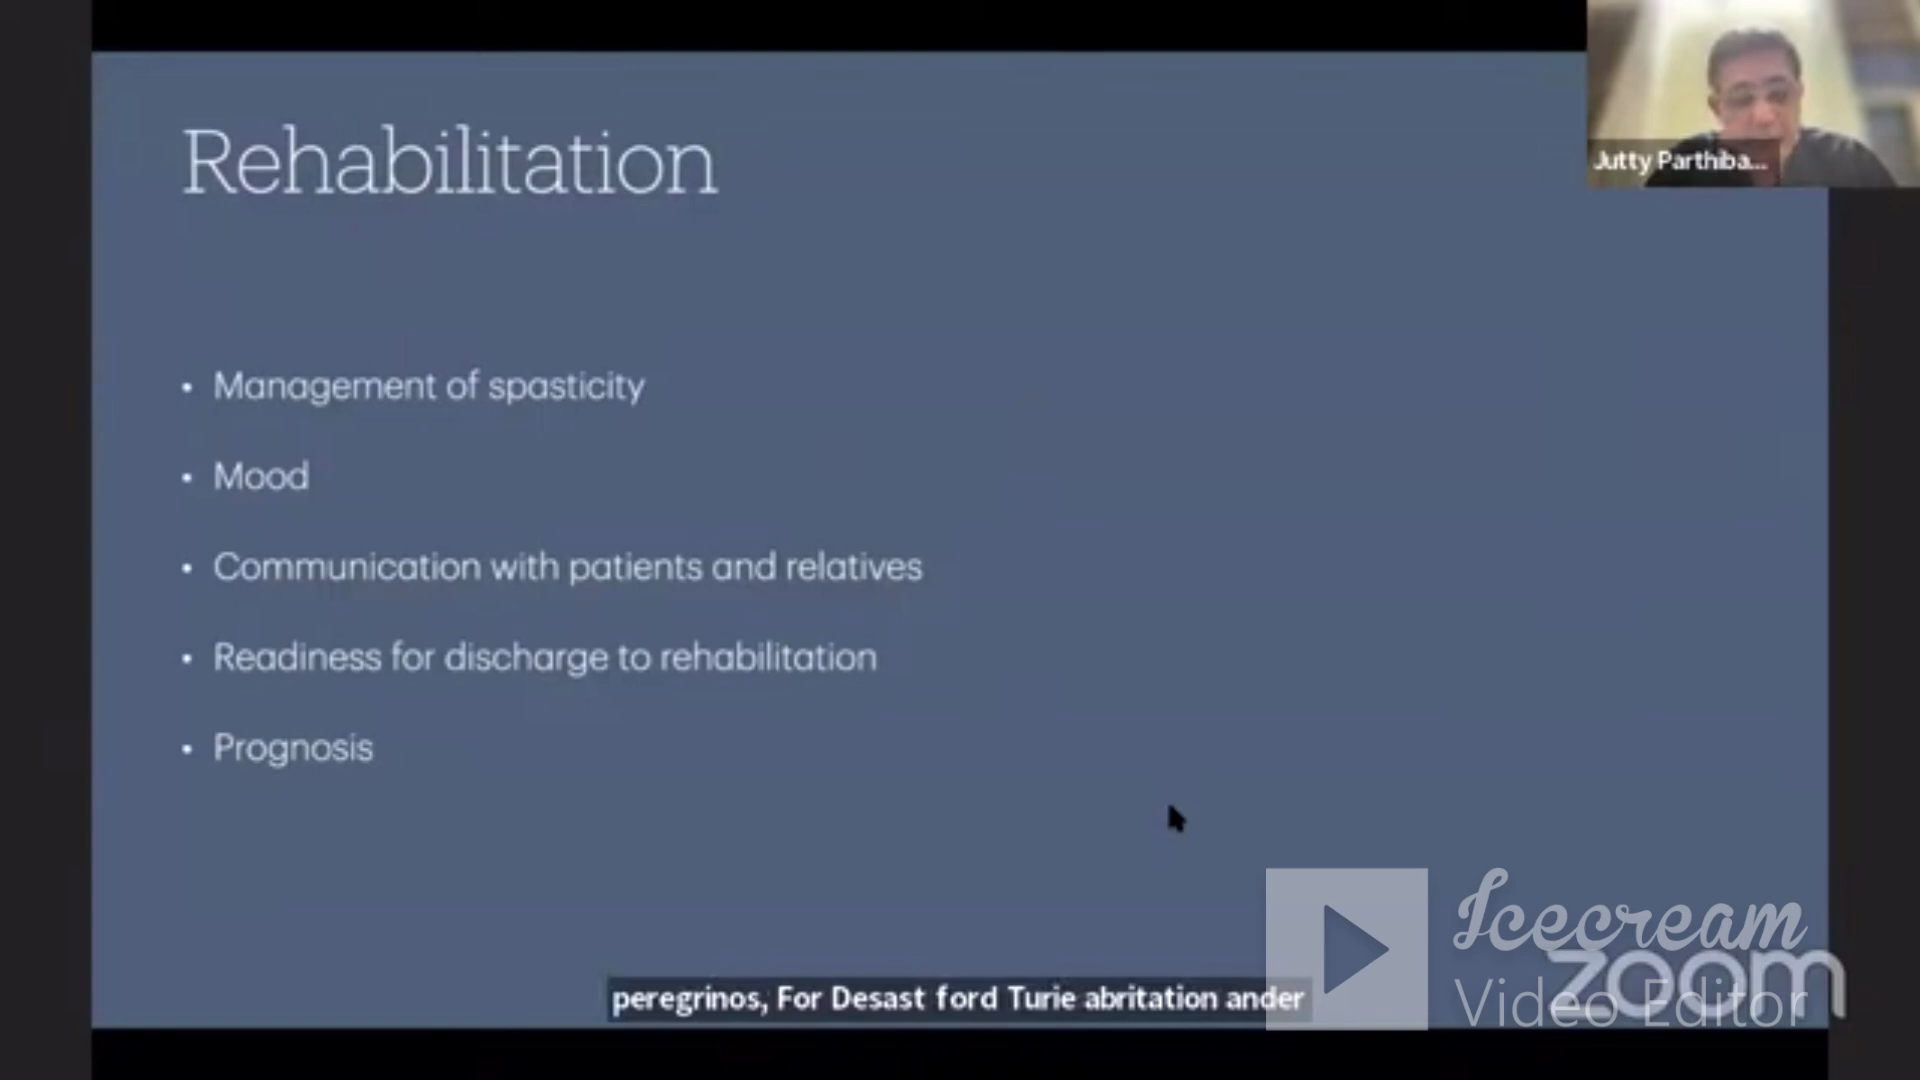 Rehabilitation
Jutty Parthiba...
• Management of spasticity
• Mood
• Communication with patients and relatives
• Readiness for discharge to rehabilitation
• Prognosis
peregrinos, For Desast ford Turie abritation ander
Icecream
zoom
Video Editor